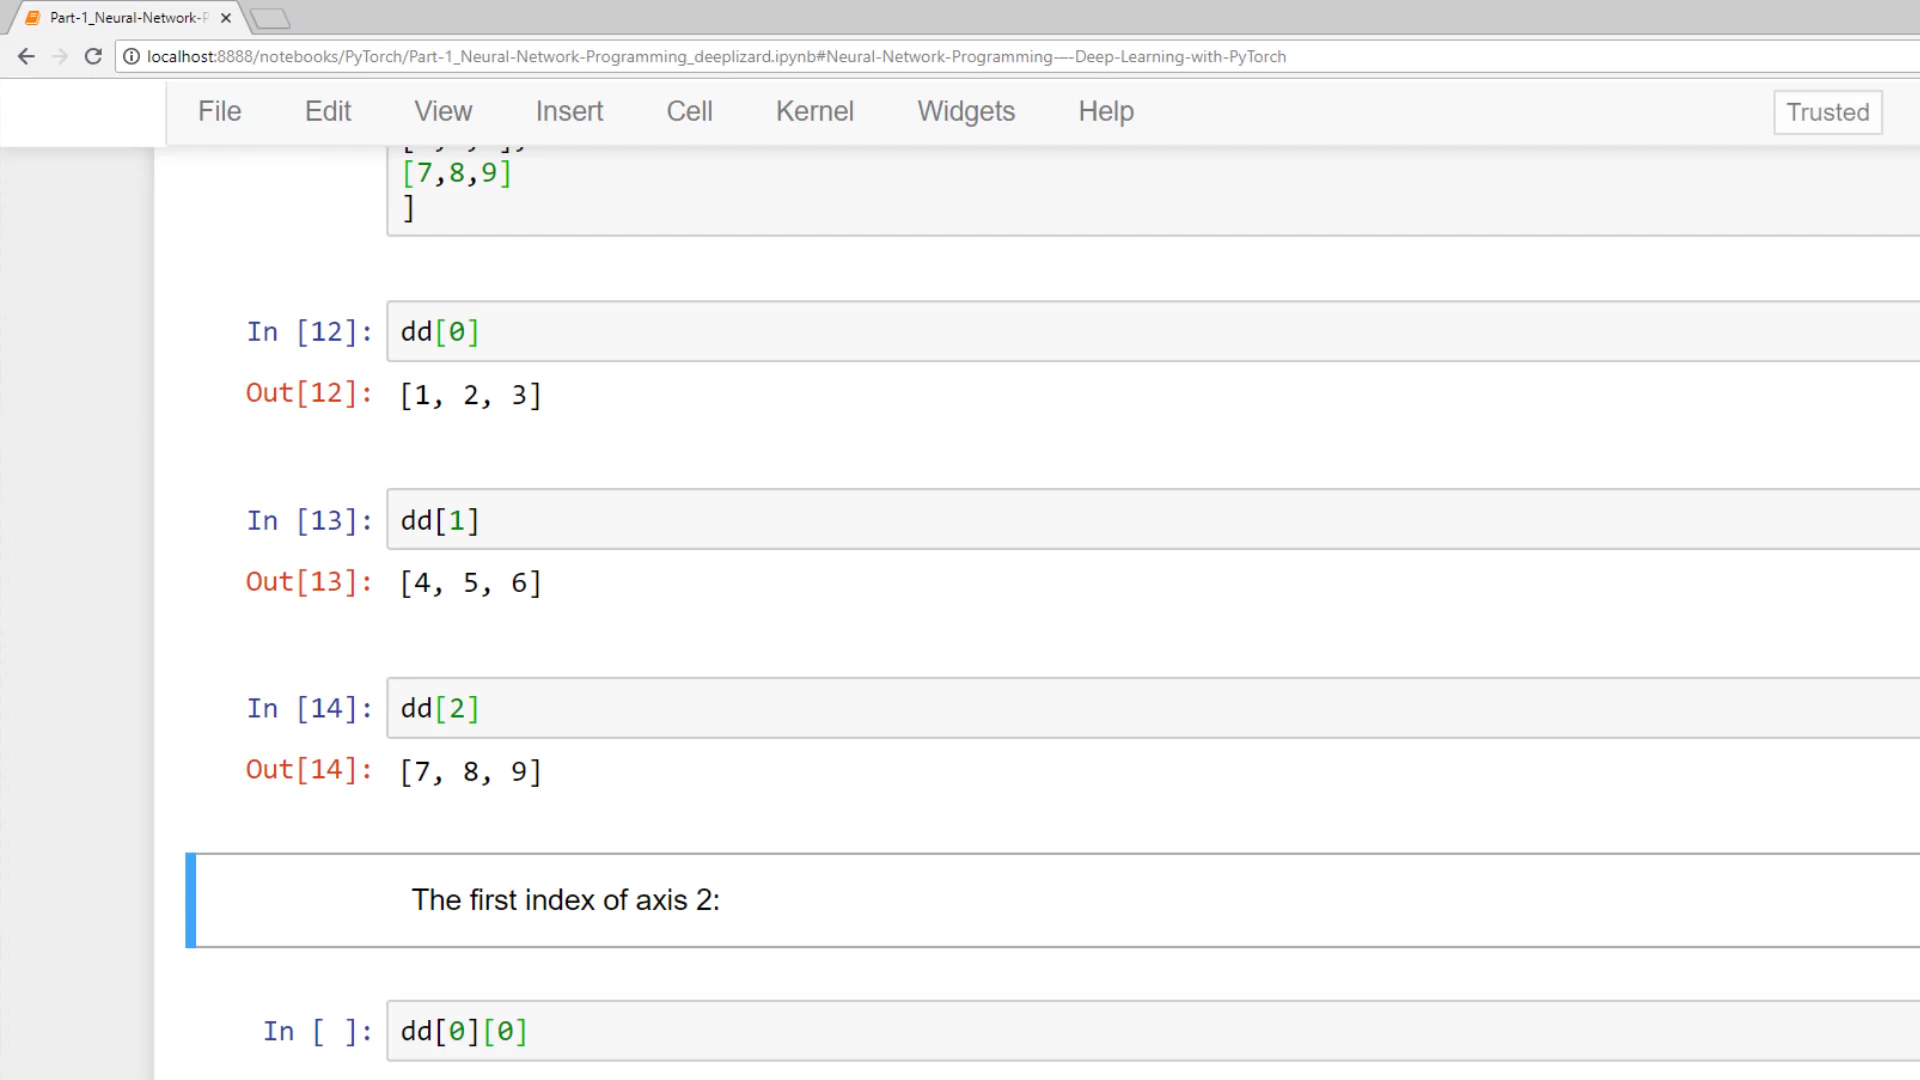 Part-1_Neural-Network-P
localhost:8888/notebooks/PyTorch/Part-1_Neural-Network-Programming_deeplizard.ipynb#Neural-Network-Programming-–-Deep-Learning-with-PyTorch
File Edit View Insert Cell Kernel Widgets Help Trusted
[7,8,9]
]
In [12]: dd[0]
Out[12]: [1, 2, 3]
In [13]: dd[1]
Out[13]: [4, 5, 6]
In [14]: dd[2]
Out[14]: [7, 8, 9]
The first index of axis 2:
In [ ]: dd[0][0]